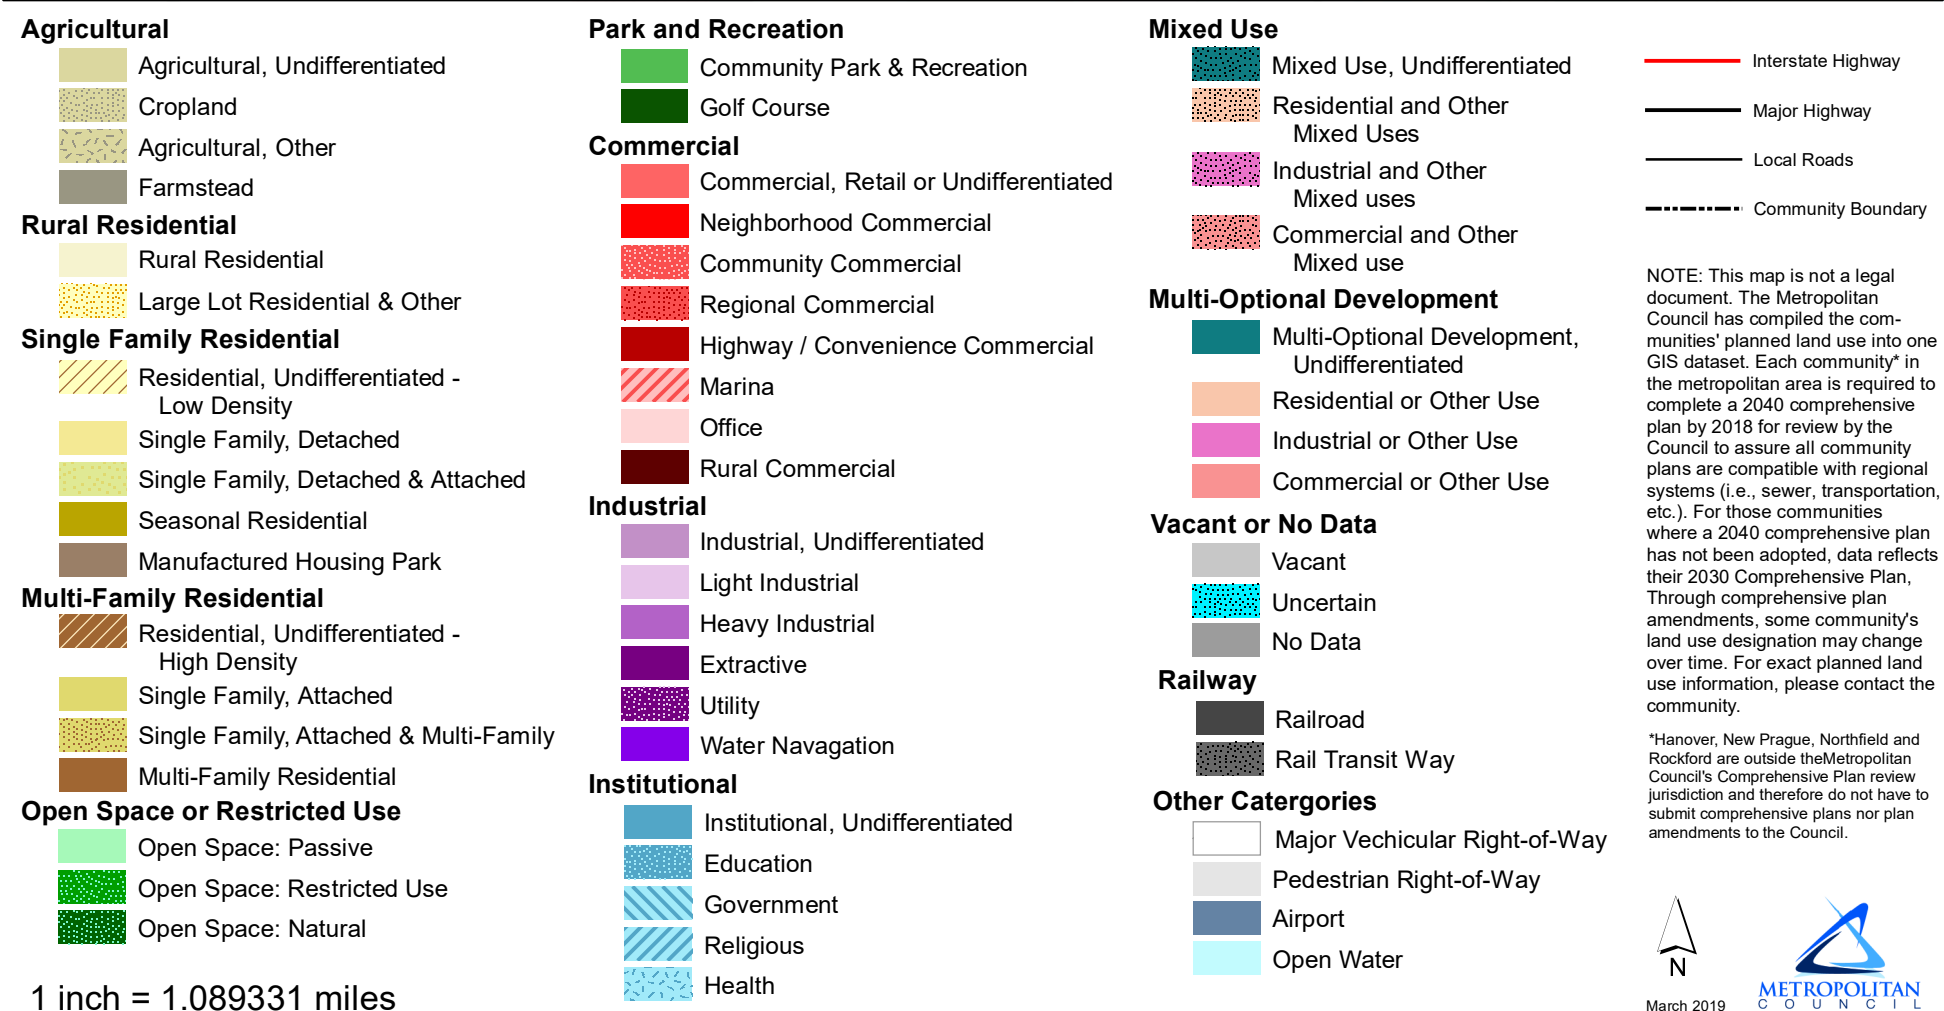 Agricultural
Agricultural, Undifferentiated
Cropland
Agricultural, Other
Farmstead
Rural Residential
Rural Residential
Large Lot Residential & Other
Single Family Residential
Residential, Undifferentiated -
Low Density
Single Family, Detached
Single Family, Detached & Attached
Seasonal Residential
Manufactured Housing Park
Multi-Family Residential
Residential, Undifferentiated -
High Density
Single Family, Attached
Single Family, Attached & Multi-Family
Multi-Family Residential
Open Space or Restricted Use
Open Space: Passive
Open Space: Restricted Use
Open Space: Natural
1 inch = 1.089331 miles
Park and Recreation
Community Park & Recreation
Golf Course
Commercial
Commercial, Retail or Undifferentiated
Neighborhood Commercial
Community Commercial
Regional Commercial
Highway / Convenience Commercial
Marina
Office
Rural Commercial
Industrial
Industrial, Undifferentiated
Light Industrial
Heavy Industrial
Extractive
Utility
Water Navagation
Institutional
Institutional, Undifferentiated
Education
Government
Religious
Health
Mixed Use
Mixed Use, Undifferentiated
Residential and Other
Mixed Uses
Industrial and Other
Mixed uses
Commercial and Other
Mixed use
Multi-Optional Development
Multi-Optional Development,
Undifferentiated
Residential or Other Use
Industrial or Other Use
Commercial or Other Use
Vacant or No Data
Vacant
Uncertain
No Data
Railway
Railroad
Rail Transit Way
Other Catergories
Major Vechicular Right-of-Way
Pedestrian Right-of-Way
Airport
Open Water
Interstate Highway
Major Highway
Local Roads
Community Boundary
NOTE: This map is not a legal
document. The Metropolitan
Council has compiled the com-
munities' planned land use into one
GIS dataset. Each community* in
the metropolitan area is required to
complete a 2040 comprehensive
plan by 2018 for review by the
Council to assure all community
plans are compatible with regional
systems (i.e., sewer, transportation,
etc.). For those communities
where a 2040 comprehensive plan
has not been adopted, data reflects
their 2030 Comprehensive Plan,
Through comprehensive plan
amendments, some community's
land use designation may change
over time. For exact planned land
use information, please contact the
community.
*Hanover, New Prague, Northfield and
Rockford are outside theMetropolitan
Council's Comprehensive Plan review
jurisdiction and therefore do not have to
submit comprehensive plans nor plan
amendments to the Council.
N
March 2019
METROPOLITAN
COUNCIL